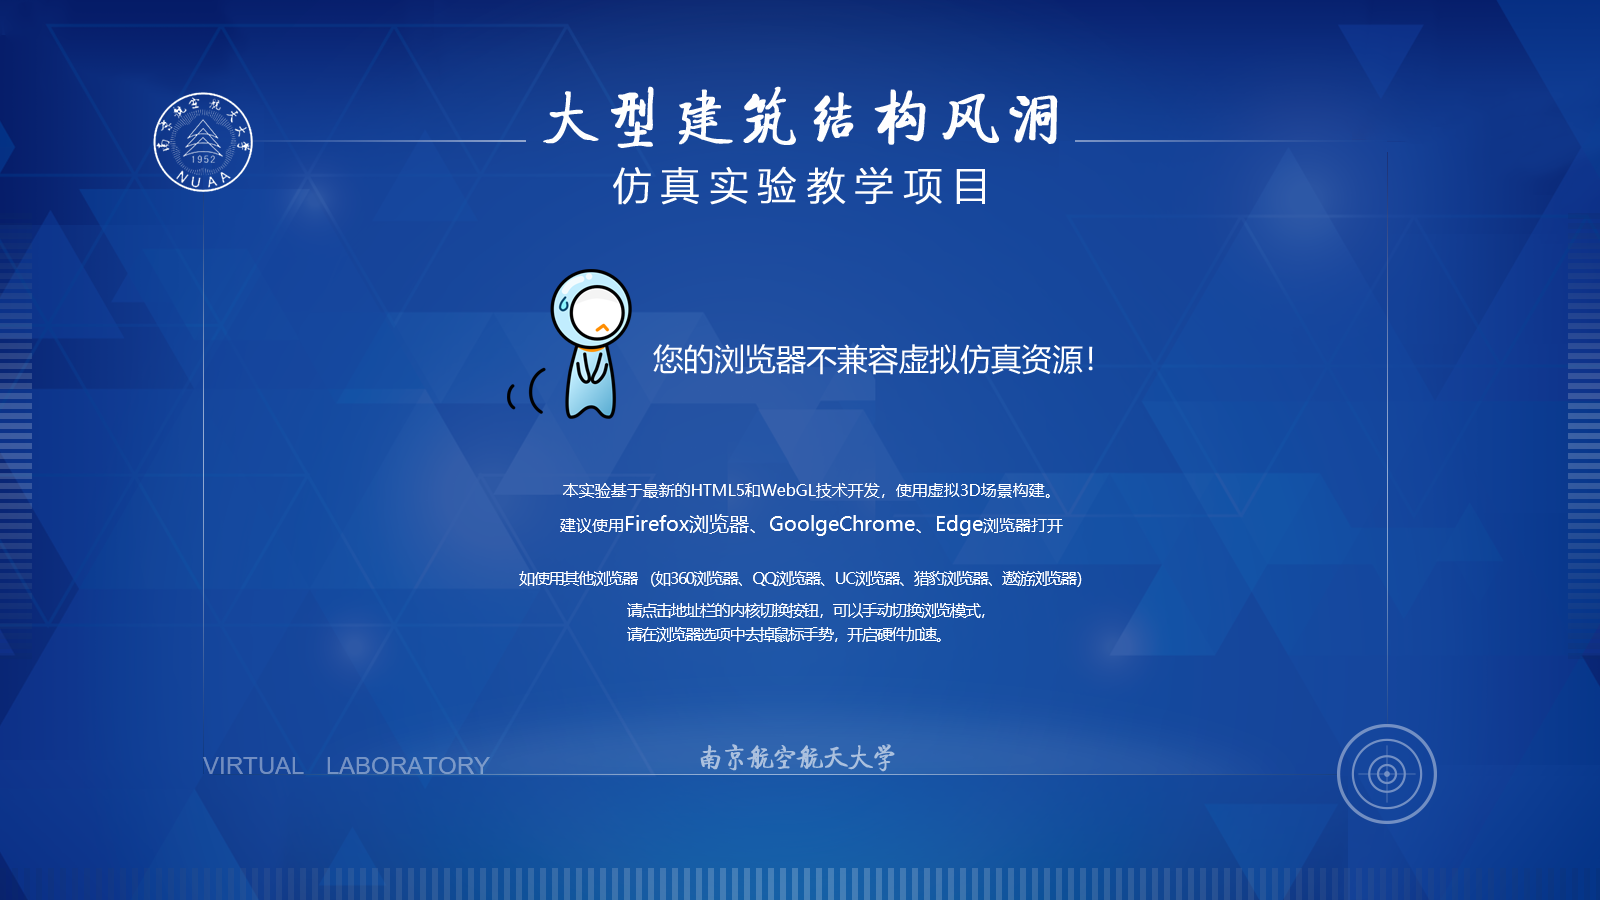 南京航空航天大学
1952
NUAA
大型建筑结构风洞
仿真实验教学项目
您的浏览器不兼容虚拟仿真资源！
本实验基于最新的HTML5和WebGL技术开发，使用虚拟3D场景构建。
建议使用Firefox浏览器、GoolgeChrome、Edge浏览器打开
如使用其他浏览器（如360浏览器、QQ浏览器、UC浏览器、猎豹浏览器、遨游浏览器）
请点击地址栏的内核切换按钮，可以手动切换浏览模式，
请在浏览器选项中去掉鼠标手势，开启硬件加速。
南京航空航天大学
VIRTUAL LABORATORY